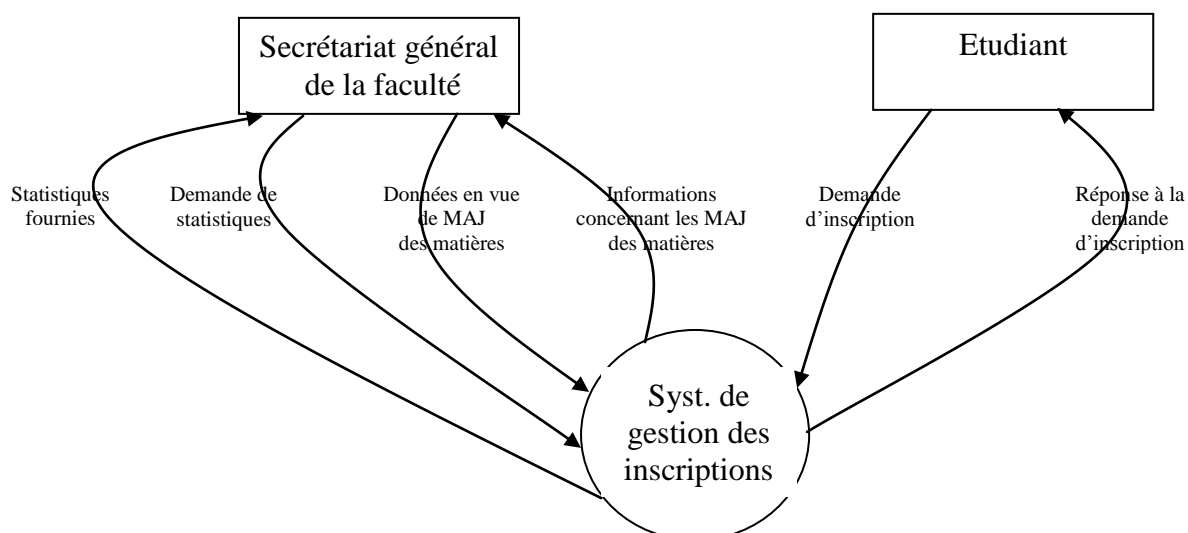 Secrétariat général
de la faculté
Etudiant
Statistiques
fournies
Demande de
statistiques
Données en vue
de MAJ
des matières
Informations
concernant les MAJ
des matières
Demande
d’inscription
Réponse à la
demande
d’inscription
Syst. de
gestion des
inscriptions